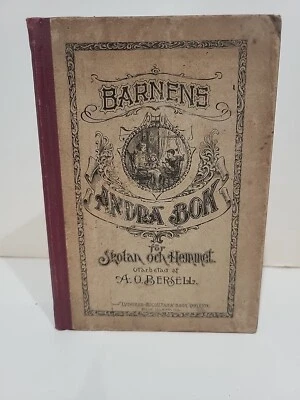 BARNENS
ANDRA BOK
för
Skolan och Hemmet
utarbetad af
A.O. BERSELL.